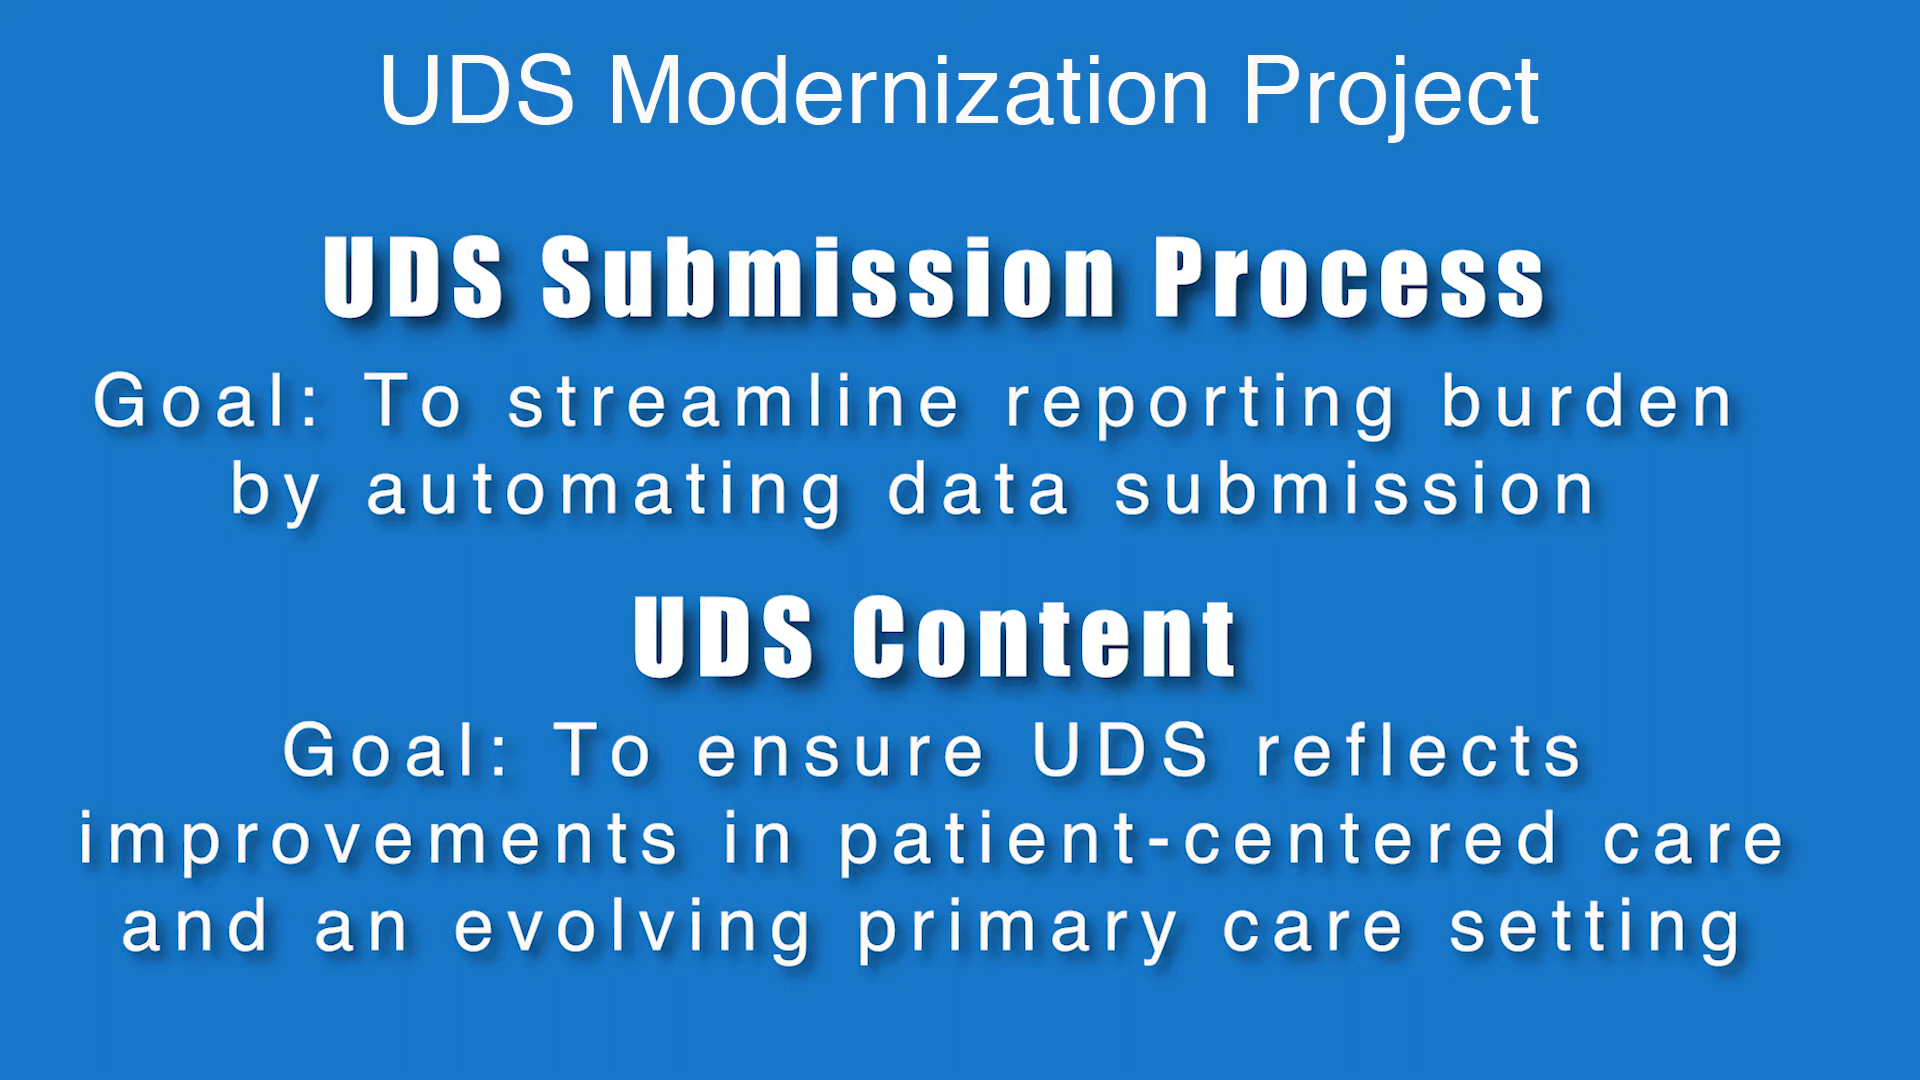 UDS Modernization Project
UDS Submission Process
Goal: To streamline reporting burden
by automating data submission
UDS Content
Goal: To ensure UDS reflects
improvements in patient-centered care
and an evolving primary care setting